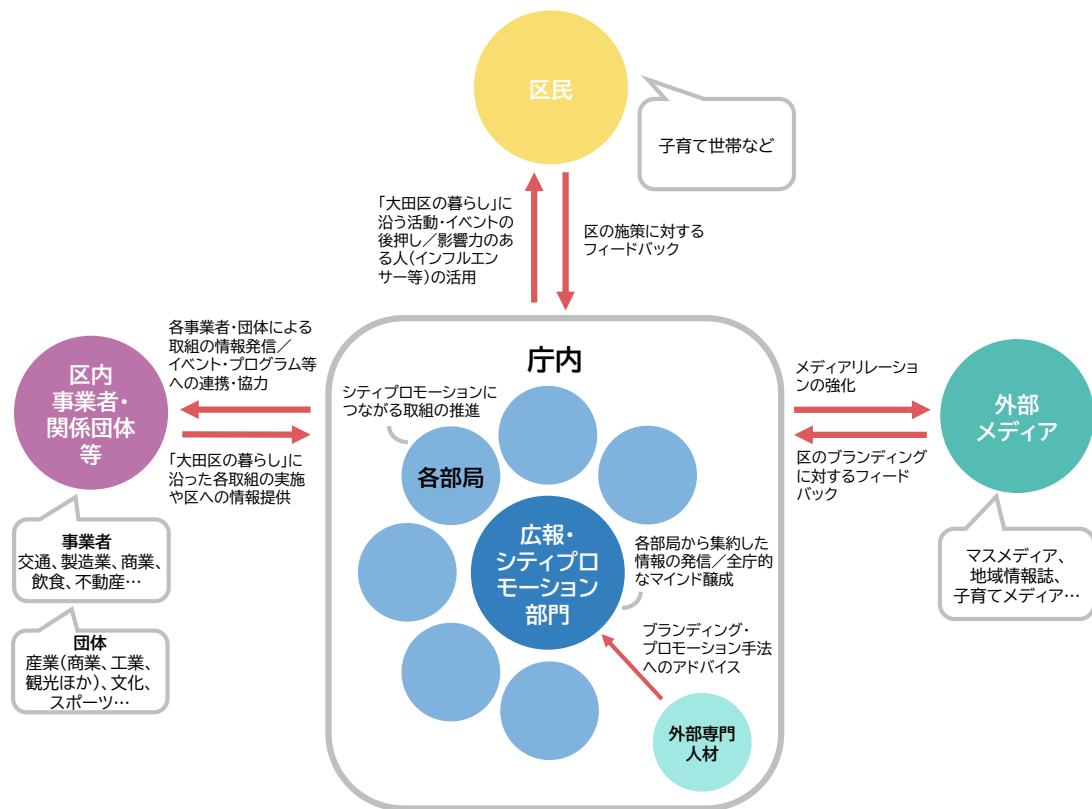 区民
子育て世帯など
「大田区の暮らし」に
沿う活動・イベントの
後押し／影響力のあ
る人(インフルエン
サー等)の活用
区の施策に対する
フィードバック
各事業者・団体による
取組の情報発信／
イベント・プログラム等
への連携・協力
区内
事業者・
関係団体
等
「大田区の暮らし」に
沿った各取組の実施
や区への情報提供
事業者
交通、製造業、商業、
飲食、不動産…
団体
産業(商業、工業、
観光ほか)、文化、
スポーツ…
庁内
シティプロモーションに
つながる取組の推進
各部局
広報・
シティプロ
モーション
部門
各部局から集約した
情報の発信／全庁的
なマインド醸成
ブランディング・
プロモーション手法
へのアドバイス
外部専門
人材
メディアリレーション
の強化
外部
メディア
区のブランディング
に対するフィード
バック
マスメディア、
地域情報誌、
子育てメディア…